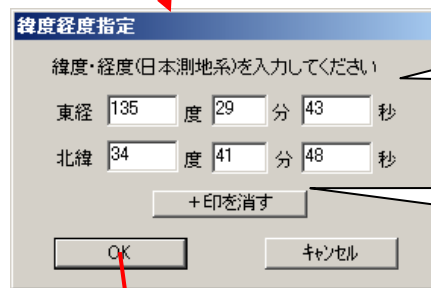 緯度経度指定
緯度・経度(日本測地系)を入力してください
東経 135 度 29 分 43 秒
北緯 34 度 41 分 48 秒
+印を消す
OK キャンセル